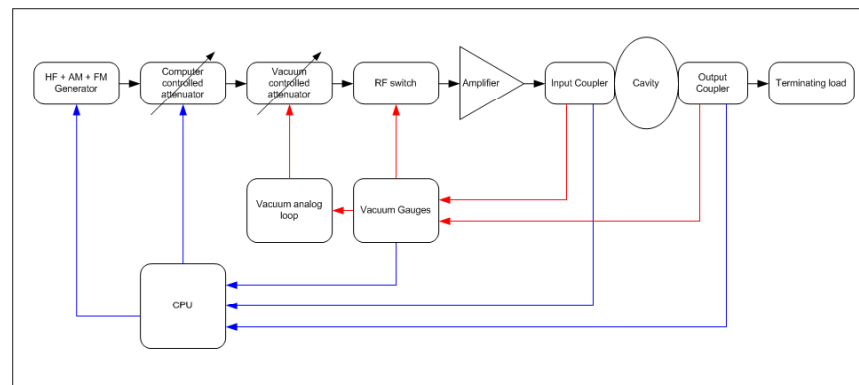 HF + AM + FM
Generator
Computer
controlled
attenuator
Vacuum
controlled
attenuator
RF switch
Amplifier
Input Coupler
Cavity
Output
Coupler
Terminating load
Vacuum analog
loop
Vacuum Gauges
CPU